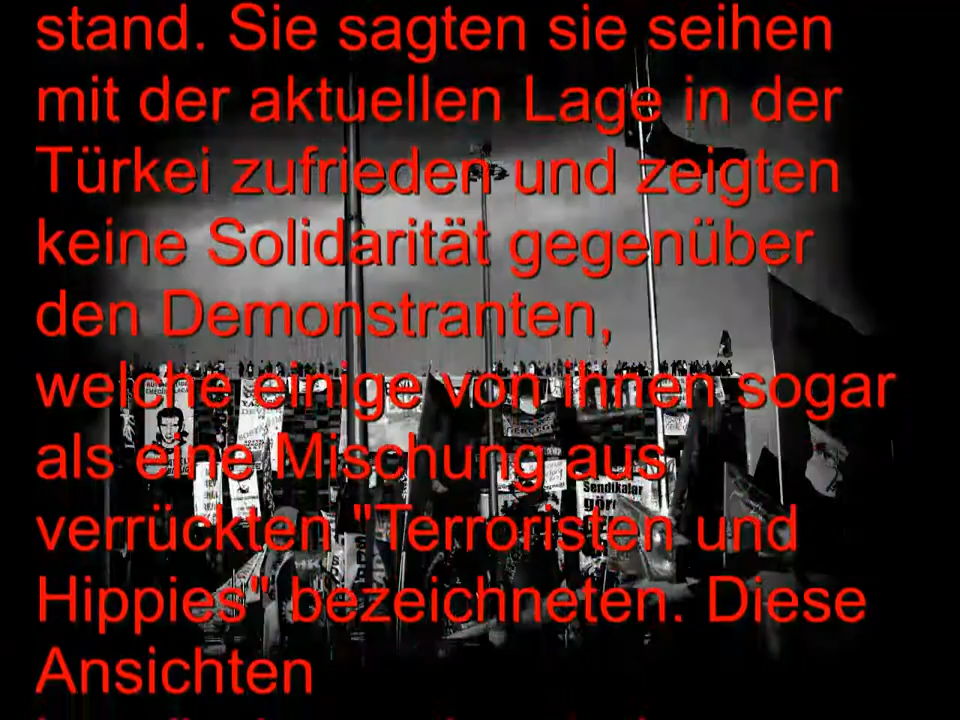 stand. Sie sagten sie seihen
mit der aktuellen Lage in der
Türkei zufrieden und zeigten
keine Solidarität gegenüber
den Demonstranten,
welche einige von ihnen sogar
als eine Mischung aus
verrückten "Terroristen und
Hippies" bezeichneten. Diese
Ansichten
Sendikalar